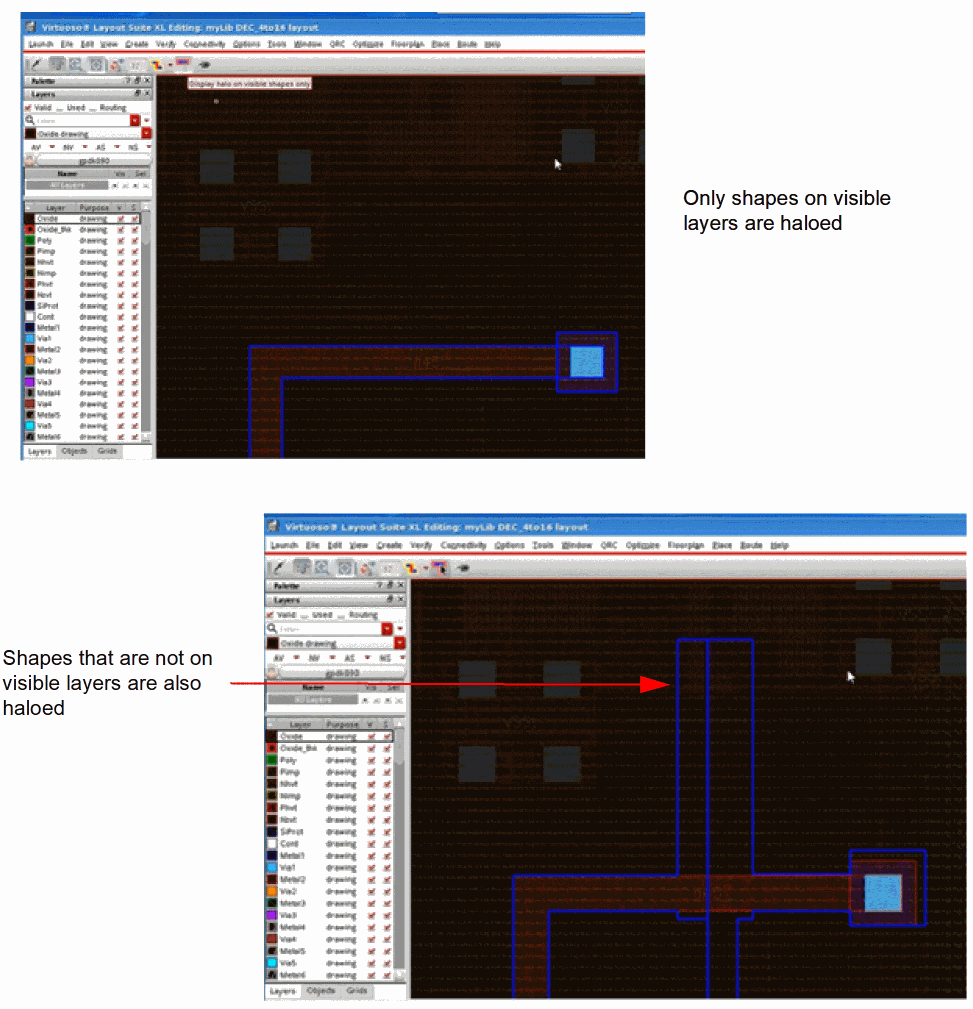 Virtuoso® Layout Suite XL Editing: myLib DEC_4to16 layout
Launch File Edit View Create Verify Connectivity Options Tools Window QRC Optimize Floorplan Place Route Help
Palette
Display halo on visible shapes only
Layers
Valid Used Routing
Oxide drawing
AV NV AS NS
gpdk090
Name Vis Sel
All Layers
Layer Purpose V S
Oxide drawing
Oxide_thk drawing
Poly drawing
Pimp drawing
Nhvt drawing
Nimp drawing
Phvt drawing
Nzvt drawing
SiProt drawing
Cont drawing
Metal1 drawing
Via1 drawing
Metal2 drawing
Via2 drawing
Metal3 drawing
Via3 drawing
Metal4 drawing
Via4 drawing
Metal5 drawing
Via5 drawing
Metal6 drawing
Layers Objects Grids
Only shapes on visible
layers are haloed
Virtuoso® Layout Suite XL Editing: myLib DEC_4to16 layout
Launch File Edit View Create Verify Connectivity Options Tools Window QRC Optimize Floorplan Place Route Help
Palette
Layers
Valid Used Routing
Oxide drawing
AV NV AS NS
gpdk090
Name Vis Sel
All Layers
Layer Purpose V S
Oxide drawing
Oxide_thk drawing
Poly drawing
Pimp drawing
Nhvt drawing
Nimp drawing
Phvt drawing
Nzvt drawing
SiProt drawing
Cont drawing
Metal1 drawing
Via1 drawing
Metal2 drawing
Via2 drawing
Metal3 drawing
Via3 drawing
Metal4 drawing
Via4 drawing
Metal5 drawing
Via5 drawing
Metal6 drawing
Layers Objects Grids
Shapes that are not on
visible layers are also
haloed